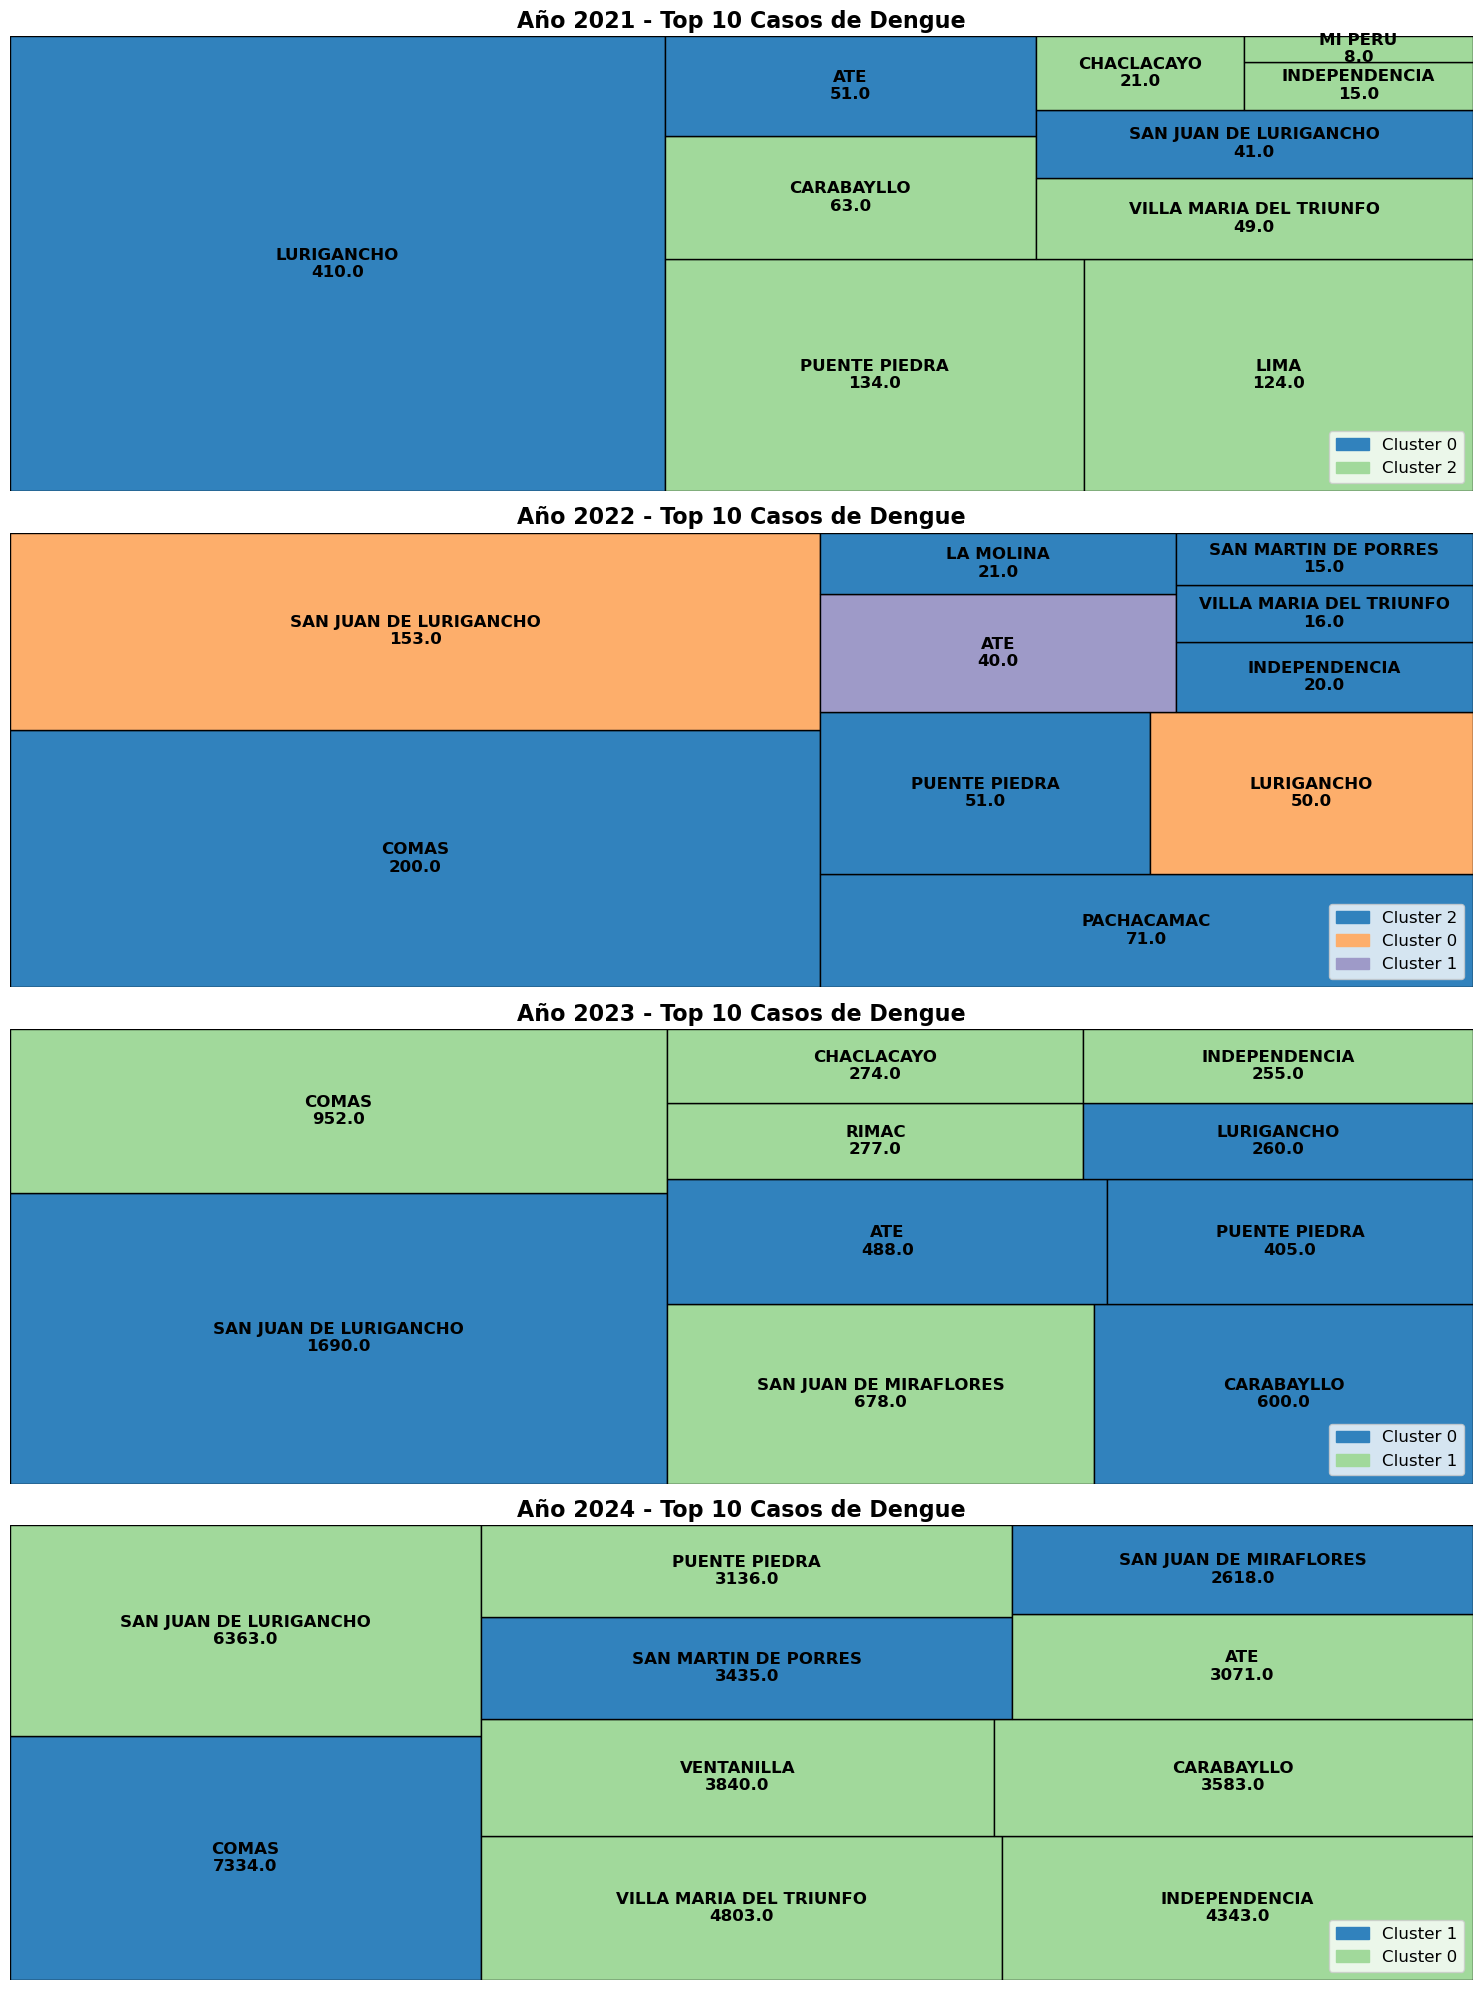 Año 2021 - Top 10 Casos de Dengue
LURIGANCHO
410.0
ATE
51.0
CARABAYLLO
63.0
PUENTE PIEDRA
134.0
CHACLACAYO
21.0
MI PERU
8.0
INDEPENDENCIA
15.0
SAN JUAN DE LURIGANCHO
41.0
VILLA MARIA DEL TRIUNFO
49.0
LIMA
124.0
Cluster 0
Cluster 2
Año 2022 - Top 10 Casos de Dengue
SAN JUAN DE LURIGANCHO
153.0
COMAS
200.0
LA MOLINA
21.0
ATE
40.0
SAN MARTIN DE PORRES
15.0
VILLA MARIA DEL TRIUNFO
16.0
INDEPENDENCIA
20.0
PUENTE PIEDRA
51.0
LURIGANCHO
50.0
PACHACAMAC
71.0
Cluster 2
Cluster 0
Cluster 1
Año 2023 - Top 10 Casos de Dengue
COMAS
952.0
SAN JUAN DE LURIGANCHO
1690.0
CHACLACAYO
274.0
INDEPENDENCIA
255.0
RIMAC
277.0
LURIGANCHO
260.0
ATE
488.0
PUENTE PIEDRA
405.0
SAN JUAN DE MIRAFLORES
678.0
CARABAYLLO
600.0
Cluster 0
Cluster 1
Año 2024 - Top 10 Casos de Dengue
SAN JUAN DE LURIGANCHO
6363.0
COMAS
7334.0
PUENTE PIEDRA
3136.0
SAN JUAN DE MIRAFLORES
2618.0
SAN MARTIN DE PORRES
3435.0
ATE
3071.0
VENTANILLA
3840.0
CARABAYLLO
3583.0
VILLA MARIA DEL TRIUNFO
4803.0
INDEPENDENCIA
4343.0
Cluster 1
Cluster 0